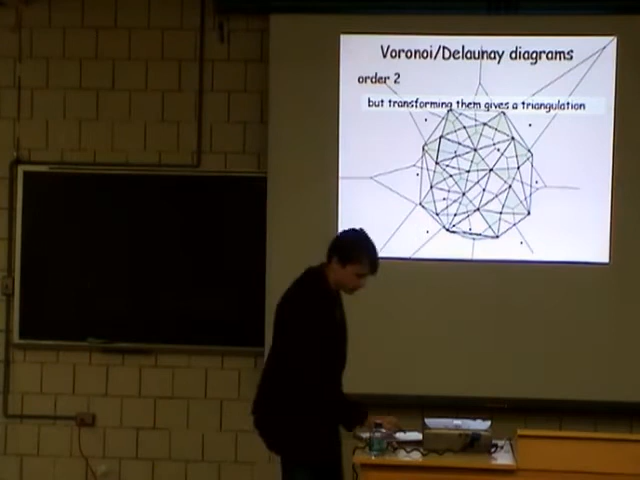 Voronoi/Delaunay diagrams
order 2
but transforming them gives a triangulation